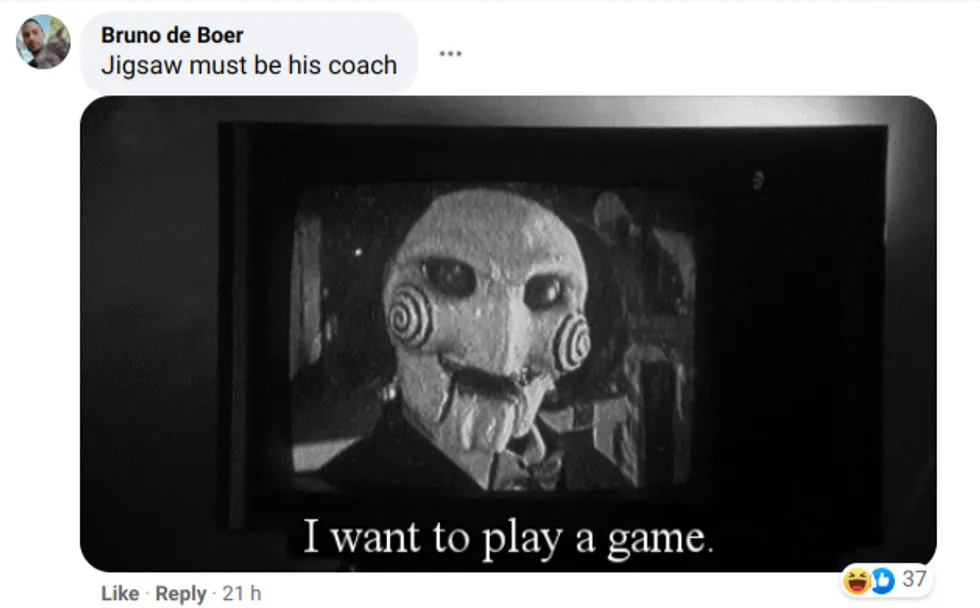 Bruno de Boer
Jigsaw must be his coach
I want to play a game.
Like · Reply · 21 h
37